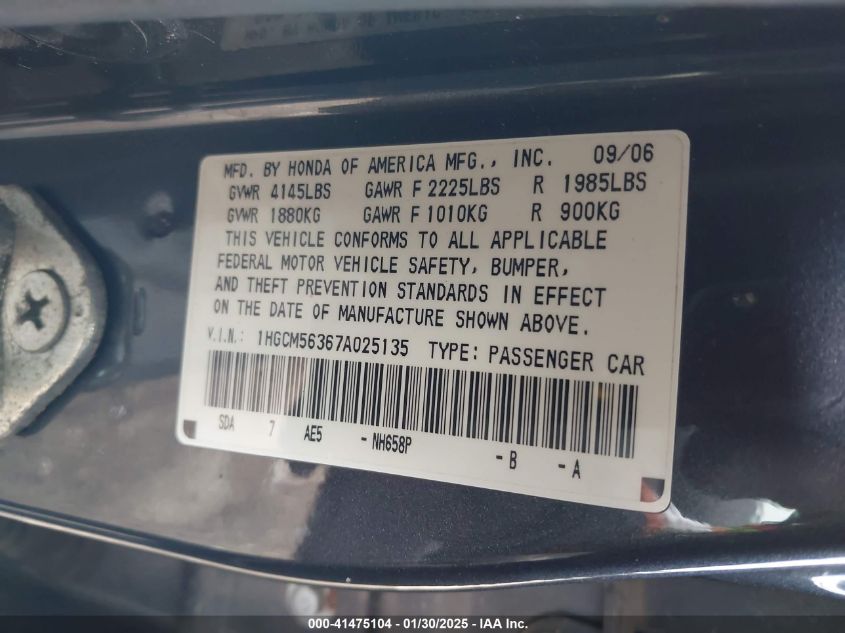 MFD. BY HONDA OF AMERICA MFG., INC. 09/06
GVWR 4145LBS GAWR F 2225LBS R 1985LBS
GVWR 1880KG GAWR F 1010KG R 900KG
THIS VEHICLE CONFORMS TO ALL APPLICABLE
FEDERAL MOTOR VEHICLE SAFETY, BUMPER,
AND THEFT PREVENTION STANDARDS IN EFFECT
ON THE DATE OF MANUFACTURE SHOWN ABOVE.
V.I.N.: 1HGCM56367A025135 TYPE: PASSENGER CAR
SDA 7 AE5 -NH658P -B -A
000-41475104 - 01/30/2025 - IAA Inc.